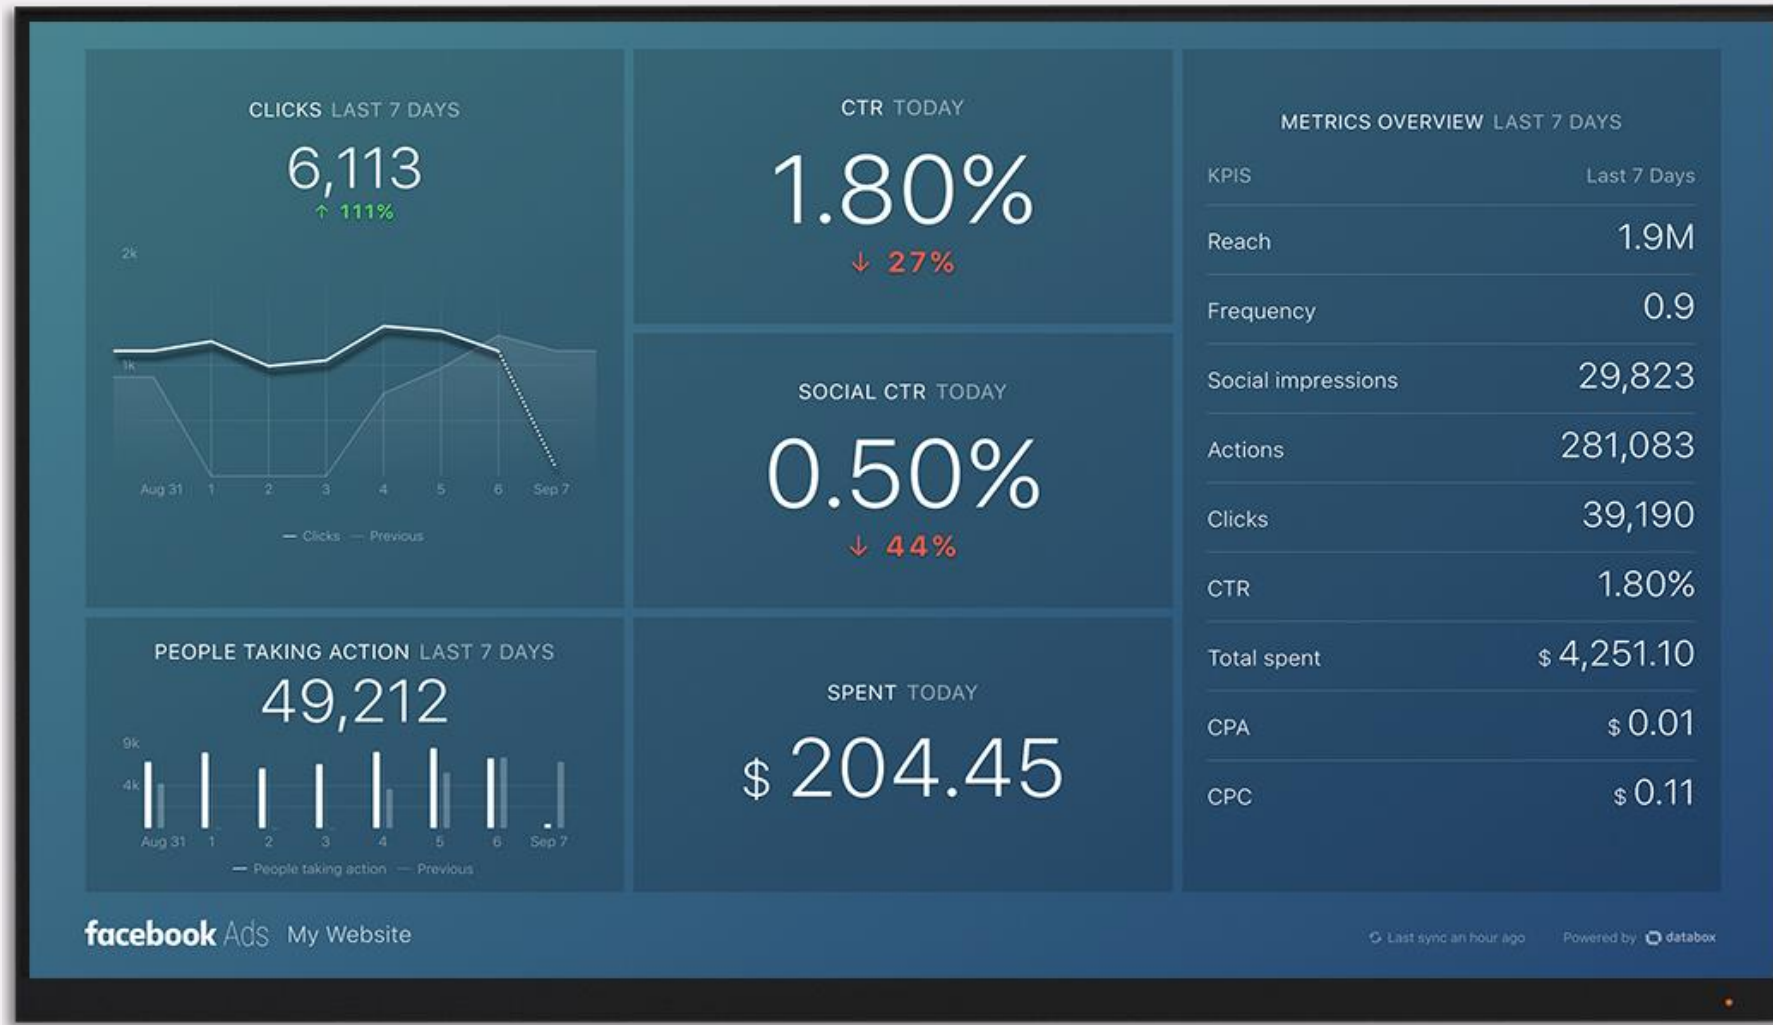 CLICKS LAST 7 DAYS
6,113
↑ 111%
2k
1k
Aug 31 1 2 3 4 5 6 Sep 7
— Clicks — Previous
PEOPLE TAKING ACTION LAST 7 DAYS
49,212
9k
4k
Aug 31 1 2 3 4 5 6 Sep 7
— People taking action — Previous
CTR TODAY
1.80%
↓ 27%
SOCIAL CTR TODAY
0.50%
↓ 44%
SPENT TODAY
$ 204.45
METRICS OVERVIEW LAST 7 DAYS
KPIS Last 7 Days
Reach 1.9M
Frequency 0.9
Social impressions 29,823
Actions 281,083
Clicks 39,190
CTR 1.80%
Total spent $ 4,251.10
CPA $ 0.01
CPC $ 0.11
facebook Ads My Website
Last sync an hour ago Powered by databox